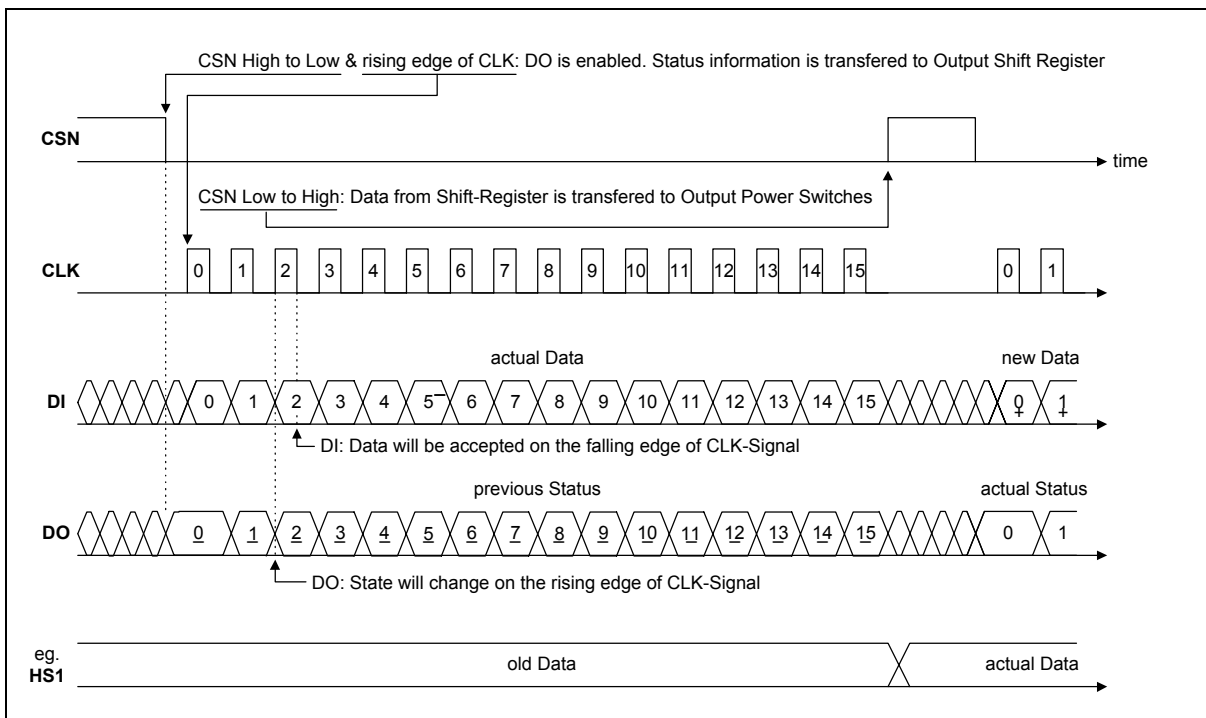 CSN High to Low & rising edge of CLK: DO is enabled. Status information is transfered to Output Shift Register
CSN
time
CSN Low to High: Data from Shift-Register is transfered to Output Power Switches
CLK
0 1 2 3 4 5 6 7 8 9 10 11 12 13 14 15 0 1
actual Data new Data
DI
0 1 2 3 4 5 6 7 8 9 10 11 12 13 14 15 0 1
+ +
DI: Data will be accepted on the falling edge of CLK-Signal
previous Status actual Status
DO
0 1 2 3 4 5 6 7 8 9 10 11 12 13 14 15 0 1
DO: State will change on the rising edge of CLK-Signal
eg.
HS1
old Data actual Data